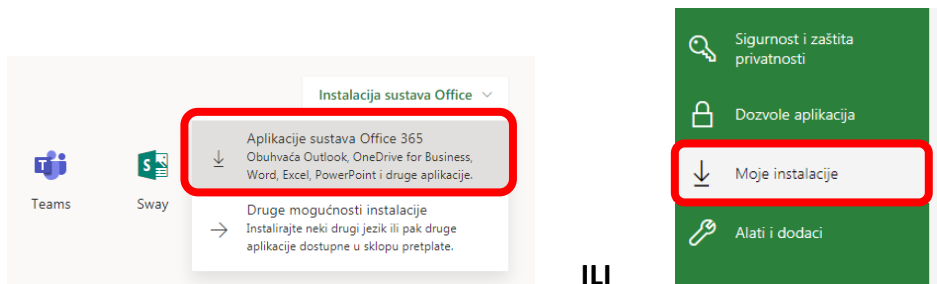 Instalacija sustava Office
Aplikacije sustava Office 365
Obuhvaća Outlook, OneDrive for Business,
Word, Excel, PowerPoint i druge aplikacije.
Teams
Sway
Druge mogućnosti instalacije
Instalirajte neki drugi jezik ili pak druge
aplikacije dostupne u sklopu pretplate.
ILI
Sigurnost i zaštita
privatnosti
Dozvole aplikacija
Moje instalacije
Alati i dodaci